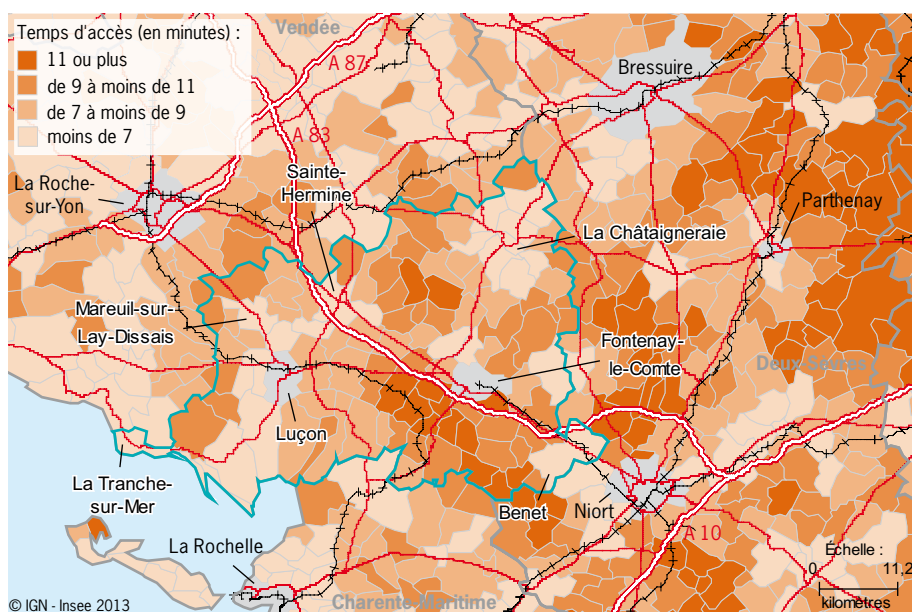 Temps d'accès (en minutes) :
11 ou plus
de 9 à moins de 11
de 7 à moins de 9
moins de 7
Vendée
A 87
A 83
Bressuire
La Roche-
sur-Yon
Sainte-
Hermine
La Châtaigneraie
Parthenay
Mareuil-sur-
Lay-Dissais
Fontenay-
le-Comte
Deux-Sèvres
Luçon
La Tranche-
sur-Mer
Benet
Niort
A 10
La Rochelle
Échelle :
0 11,2
kilomètres
Charente-Maritime
© IGN - Insee 2013